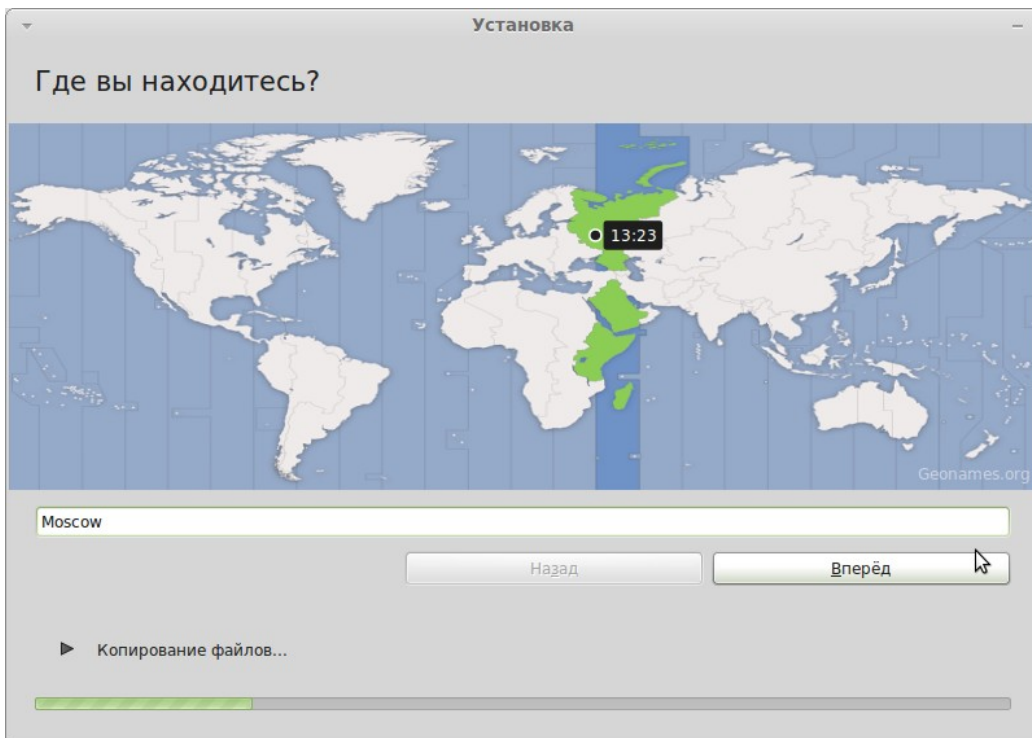 Установка
Где вы находитесь?
13:23
Geonames.org
Moscow
Назад
Вперёд
Копирование файлов...